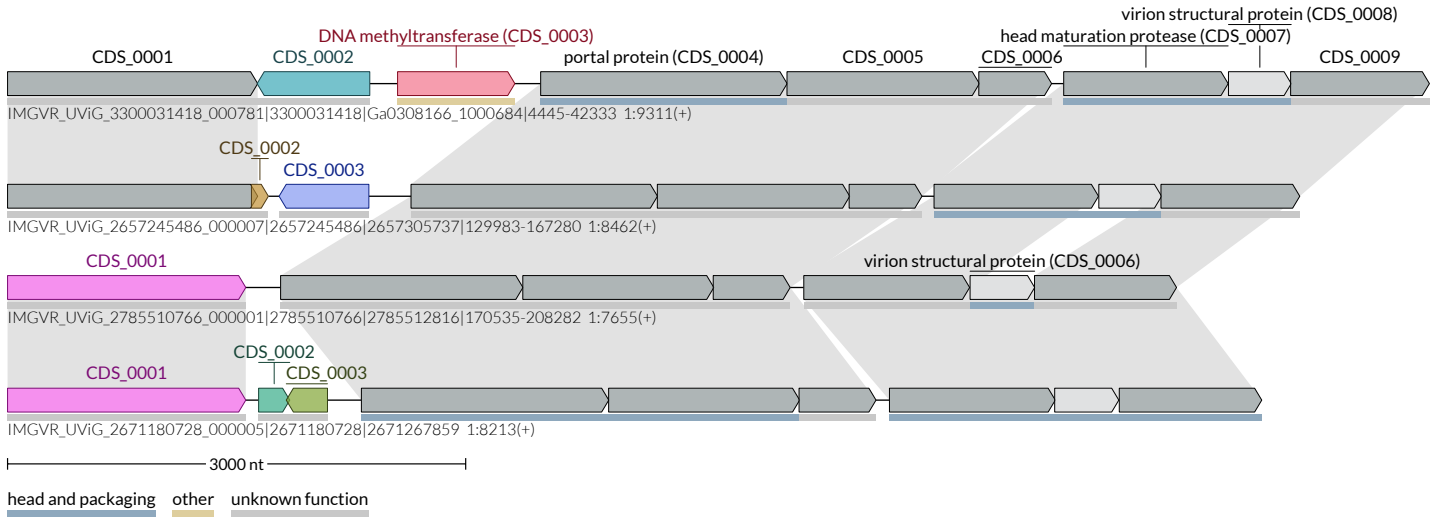 virion structural protein (CDS_0008)
DNA methyltransferase (CDS_0003) head maturation protease (CDS_0007)
CDS_0001 CDS_0002 portal protein (CDS_0004) CDS_0005 CDS_0006 CDS_0009
IMGVR_UViG_3300031418_000781|3300031418|Ga0308166_1000684|4445-42333 1:9311(+)
CDS_0002
CDS_0003
IMGVR_UViG_2657245486_000007|2657245486|2657305737|129983-167280 1:8462(+)
CDS_0001 virion structural protein (CDS_0006)
IMGVR_UViG_2785510766_000001|2785510766|2785512816|170535-208282 1:7655(+)
CDS_0002
CDS_0001 CDS_0003
IMGVR_UViG_2671180728_000005|2671180728|2671267859 1:8213(+)
3000 nt
head and packaging other unknown function